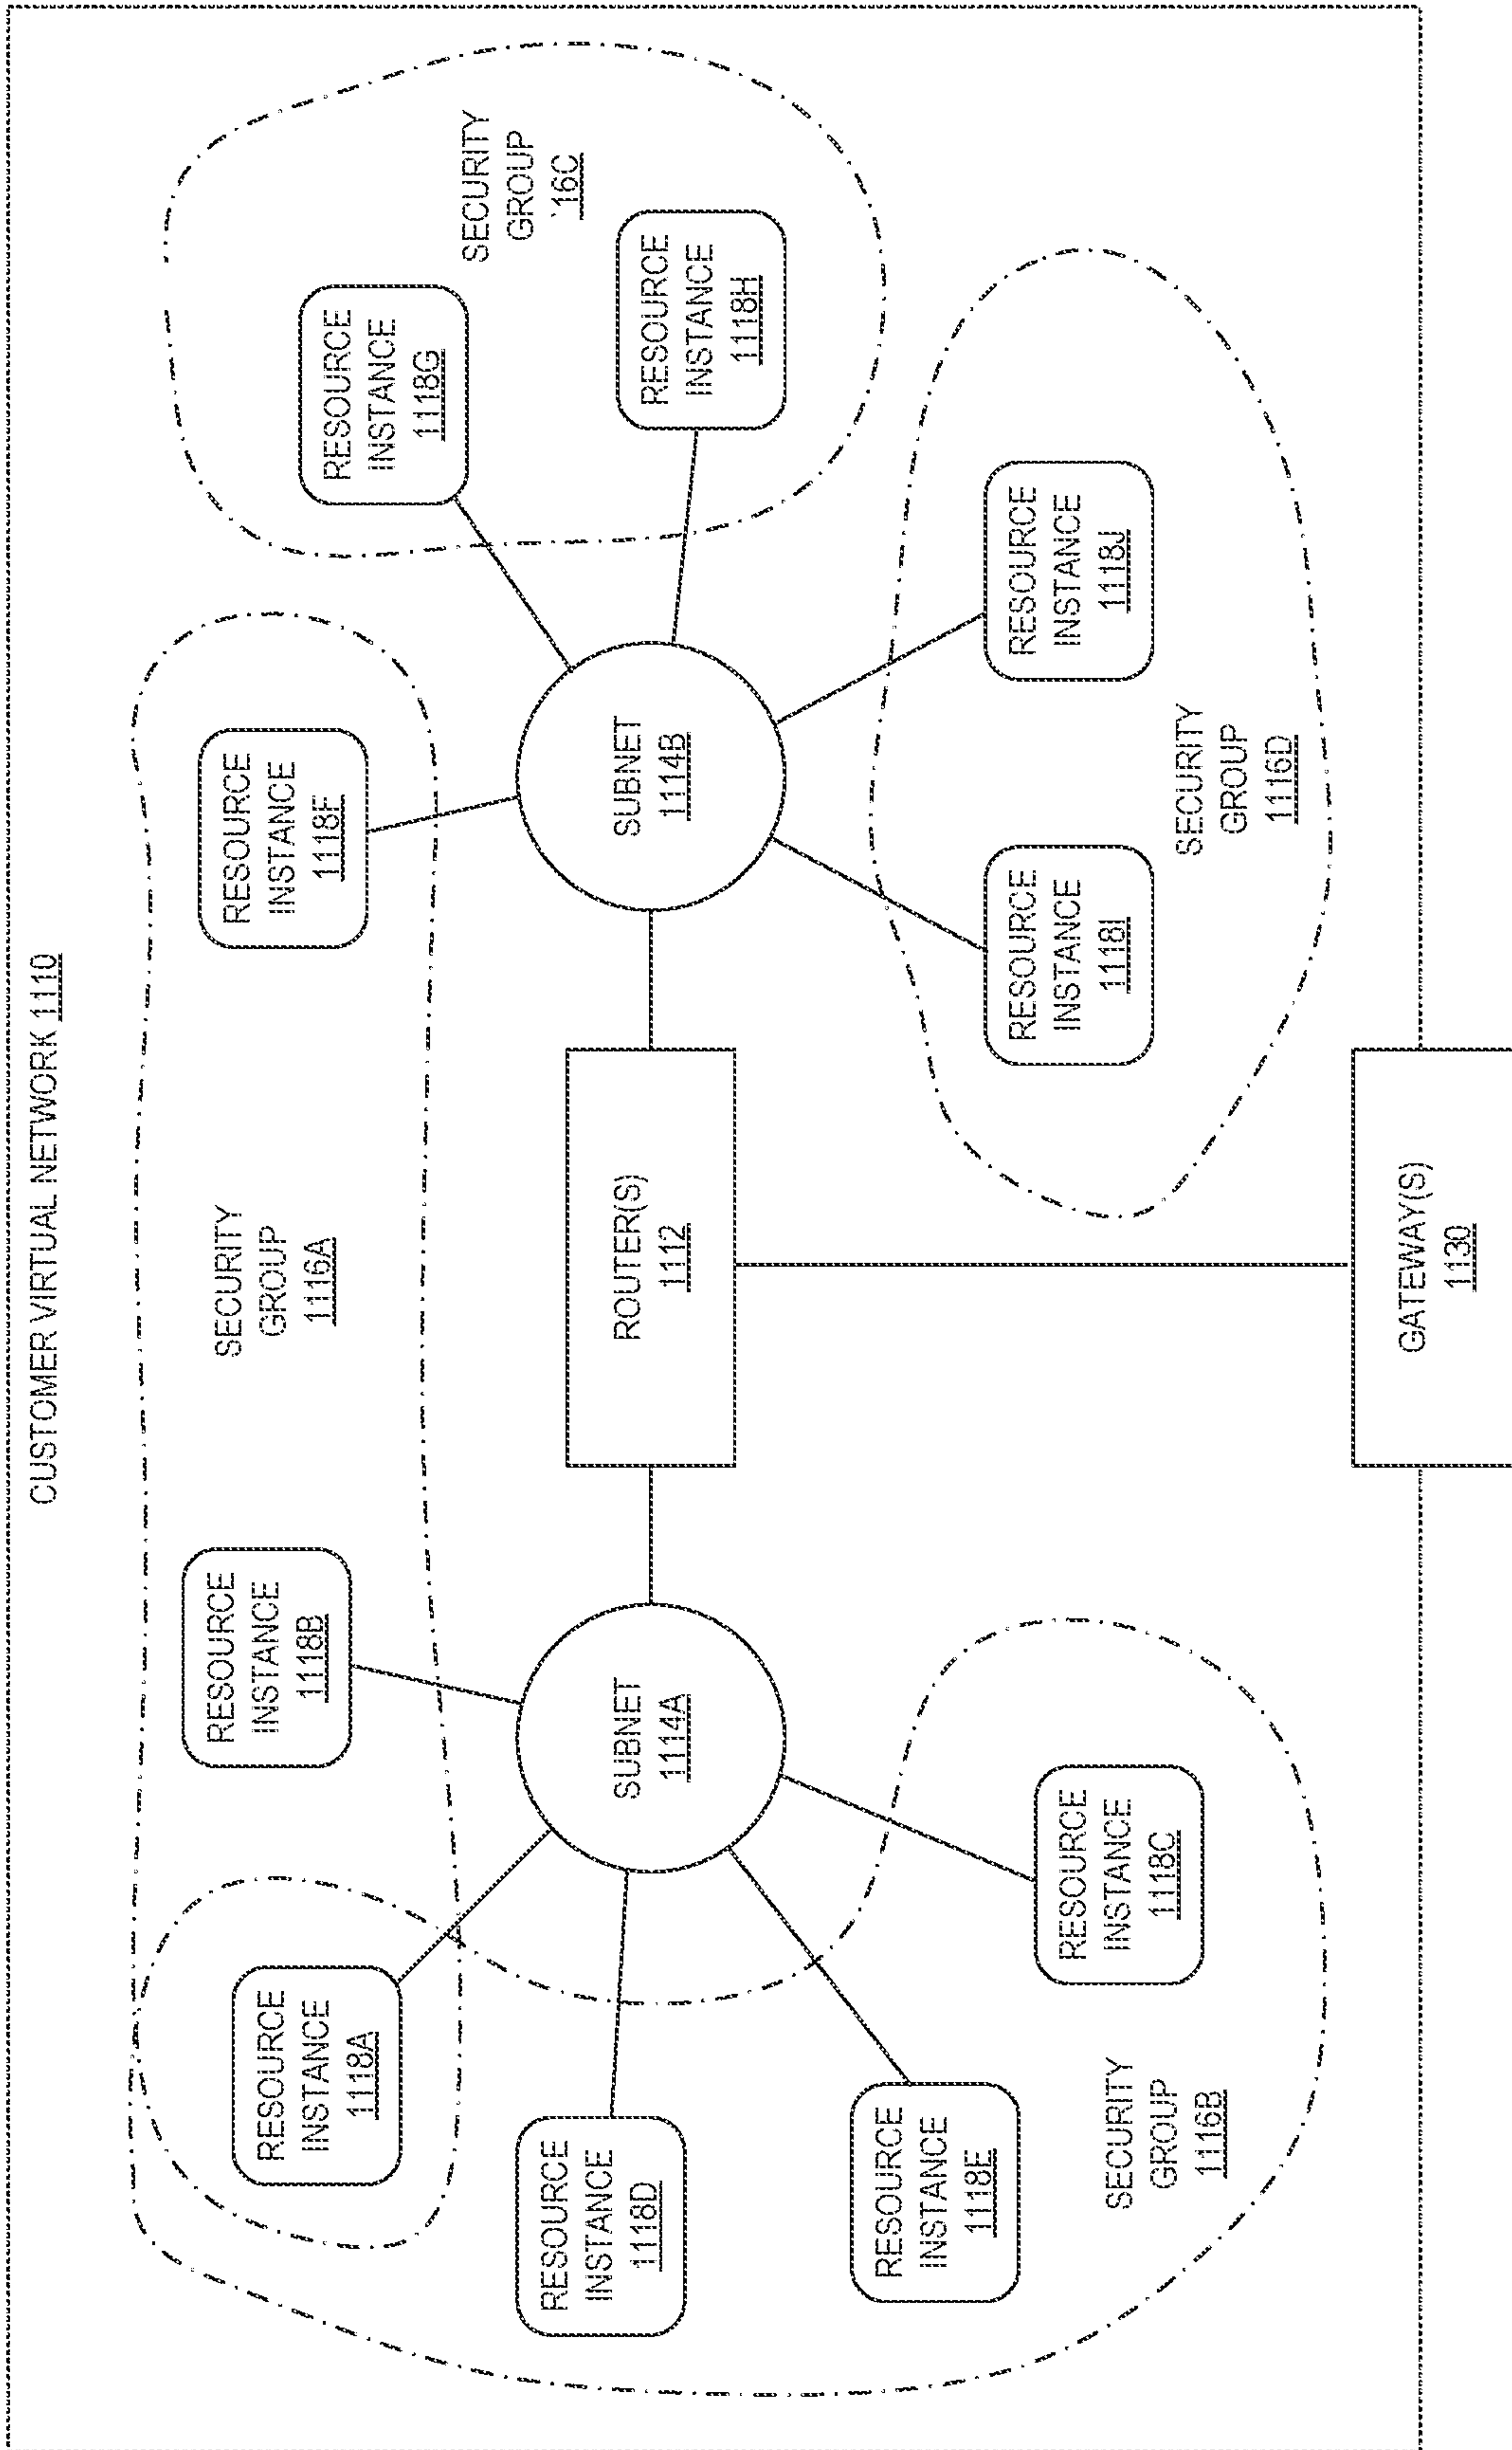 CUSTOMER VIRTUAL NETWORK 1110
RESOURCE
INSTANCE
1118A
RESOURCE
INSTANCE
1118B
SECURITY
GROUP
1116A
RESOURCE
INSTANCE
1118F
RESOURCE
INSTANCE
1118G
SECURITY
GROUP
`16C
RESOURCE
INSTANCE
1118D
SUBNET
1114A
ROUTER(S)
1112
SUBNET
1114B
RESOURCE
INSTANCE
1118H
RESOURCE
INSTANCE
1118E
RESOURCE
INSTANCE
1118C
RESOURCE
INSTANCE
1118I
RESOURCE
INSTANCE
1118J
SECURITY
GROUP
1116B
SECURITY
GROUP
1116D
GATEWAY(S)
1130